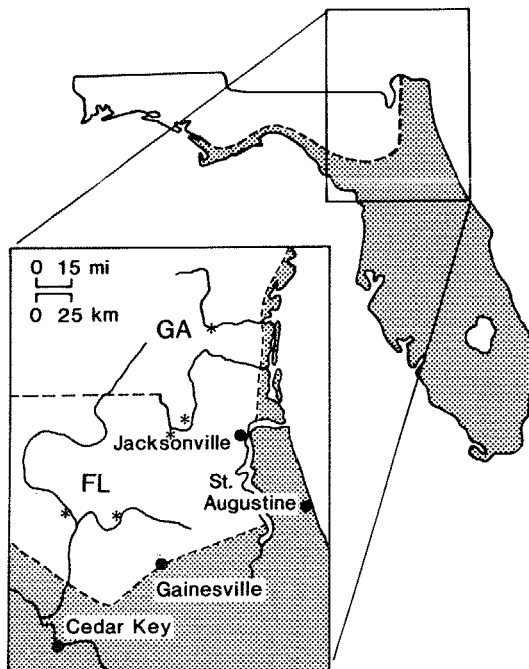 0 15 mi
0 25 km
GA
Jacksonville
FL
St.
Augustine
Gainesville
Cedar Key